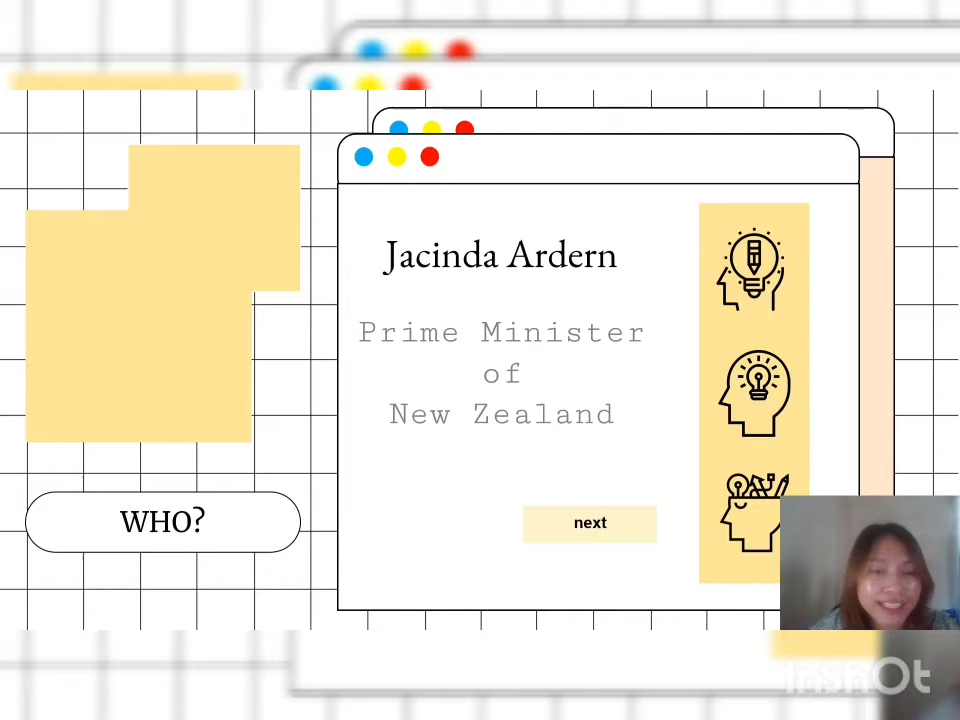 Jacinda Ardern
Prime Minister
of
New Zealand
WHO?
next
InshOt